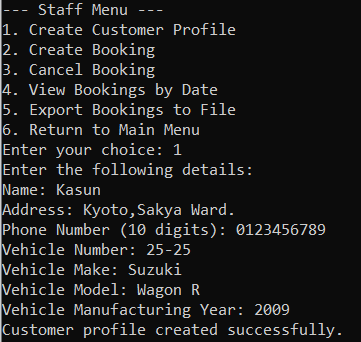 --- Staff Menu ---
1. Create Customer Profile
2. Create Booking
3. Cancel Booking
4. View Bookings by Date
5. Export Bookings to File
6. Return to Main Menu
Enter your choice: 1
Enter the following details:
Name: Kasun
Address: Kyoto,Sakya Ward.
Phone Number (10 digits): 0123456789
Vehicle Number: 25-25
Vehicle Make: Suzuki
Vehicle Model: Wagon R
Vehicle Manufacturing Year: 2009
Customer profile created successfully.